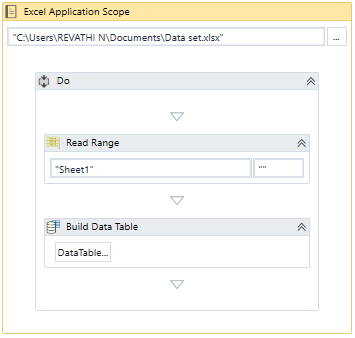 Excel Application Scope
"C:\Users\REVATHI N\Documents\Data set.xlsx"
...
Do
Read Range
"Sheet1"
""
Build Data Table
DataTable...